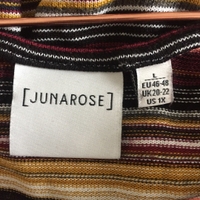 [JUNAROSE]
L
EU 46-48
UK 20-22
US 1X